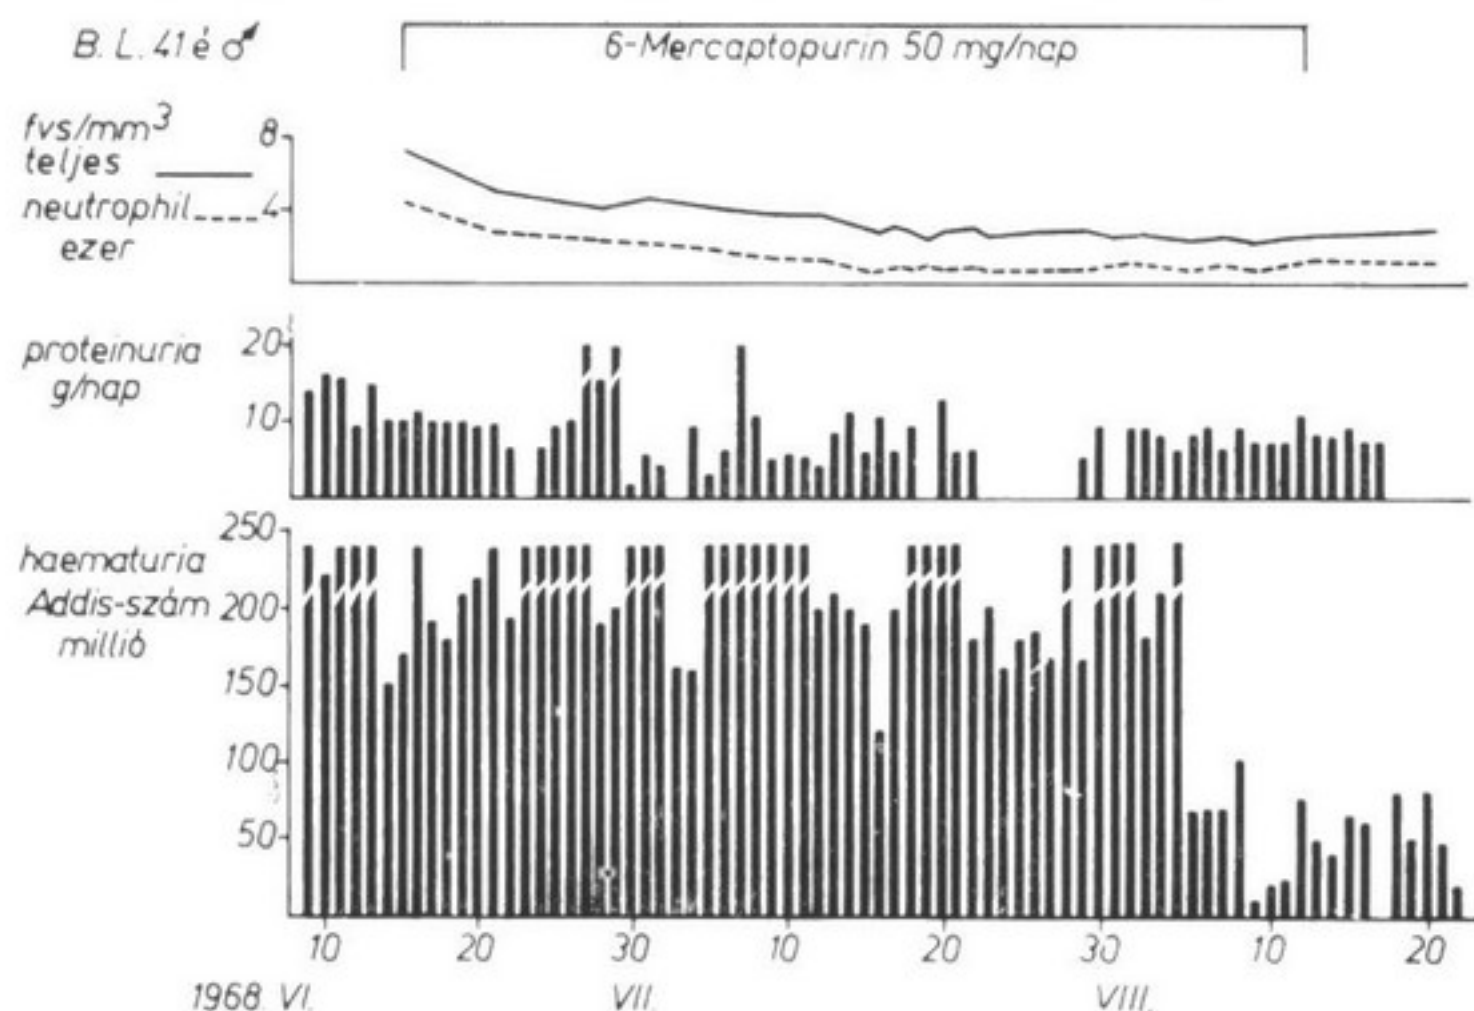 B. L. 41 é ♂
6-Mercaptopurin 50 mg/nap
fvs/mm³
8
teljes
neutrophil
4
ezer
proteinuria
g/nap
20
10
haematuria
Addis-szám
millió
250
200
150
100
50
10 20 30 10 20 30 10 20
1968. VI. VII. VIII.